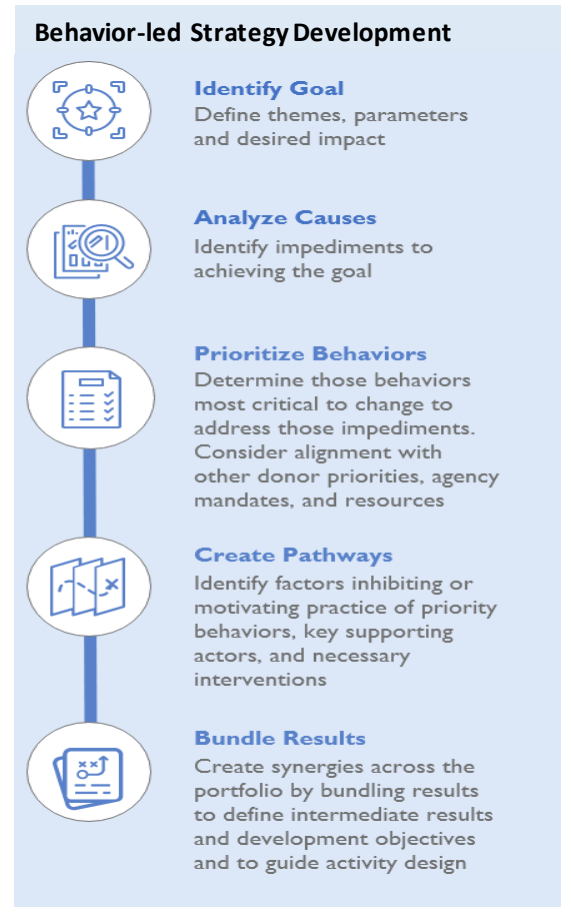 Behavior-led Strategy Development
Identify Goal
Define themes, parameters
and desired impact
Analyze Causes
Identify impediments to
achieving the goal
Prioritize Behaviors
Determine those behaviors
most critical to change to
address those impediments.
Consider alignment with
other donor priorities, agency
mandates, and resources
Create Pathways
Identify factors inhibiting or
motivating practice of priority
behaviors, key supporting
actors, and necessary
interventions
Bundle Results
Create synergies across the
portfolio by bundling results
to define intermediate results
and development objectives
and to guide activity design